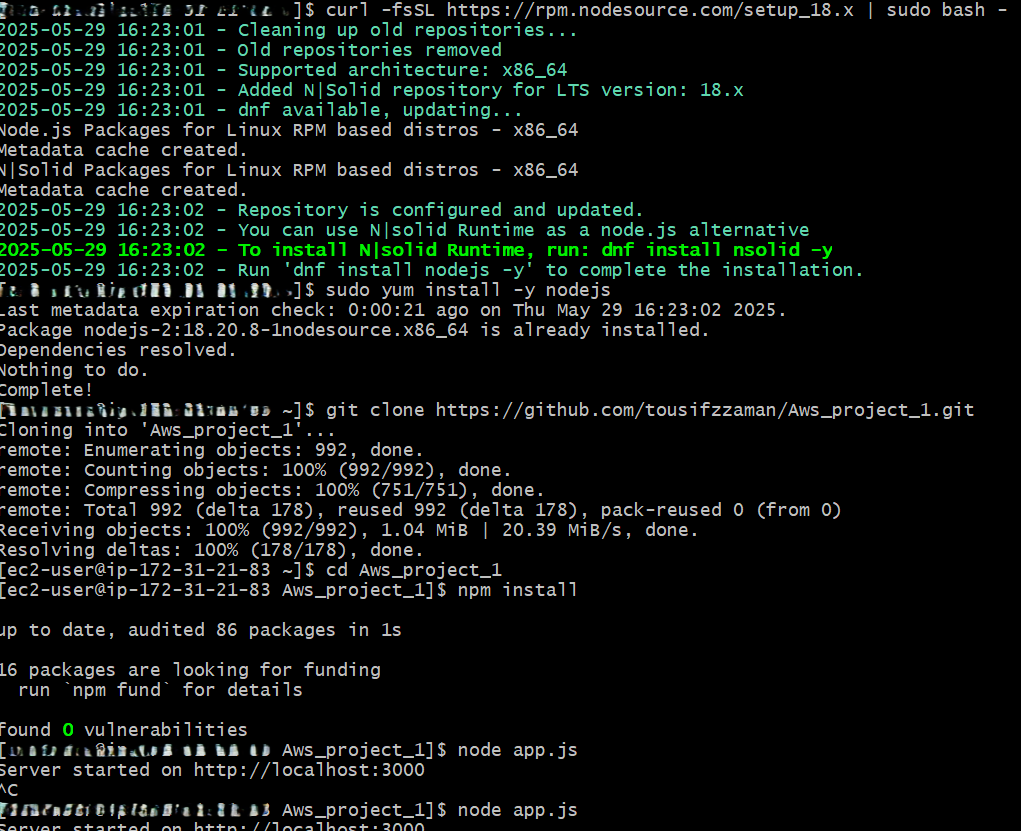 ]$ curl -fsSL https://rpm.nodesource.com/setup_18.x | sudo bash -
2025-05-29 16:23:01 - Cleaning up old repositories...
2025-05-29 16:23:01 - Old repositories removed
2025-05-29 16:23:01 - Supported architecture: x86_64
2025-05-29 16:23:01 - Added N|Solid repository for LTS version: 18.x
2025-05-29 16:23:01 - dnf available, updating...
Node.js Packages for Linux RPM based distros - x86_64
Metadata cache created.
N|Solid Packages for Linux RPM based distros - x86_64
Metadata cache created.
2025-05-29 16:23:02 - Repository is configured and updated.
2025-05-29 16:23:02 - You can use N|solid Runtime as a node.js alternative
2025-05-29 16:23:02 - To install N|solid Runtime, run: dnf install nsolid -y
2025-05-29 16:23:02 - Run 'dnf install nodejs -y' to complete the installation.
]$ sudo yum install -y nodejs
Last metadata expiration check: 0:00:21 ago on Thu May 29 16:23:02 2025.
Package nodejs-2:18.20.8-1nodesource.x86_64 is already installed.
Dependencies resolved.
Nothing to do.
Complete!
~]$ git clone https://github.com/tousifzzaman/Aws_project_1.git
Cloning into 'Aws_project_1'...
remote: Enumerating objects: 992, done.
remote: Counting objects: 100% (992/992), done.
remote: Compressing objects: 100% (751/751), done.
remote: Total 992 (delta 178), reused 992 (delta 178), pack-reused 0 (from 0)
Receiving objects: 100% (992/992), 1.04 MiB | 20.39 MiB/s, done.
Resolving deltas: 100% (178/178), done.
[ec2-user@ip-172-31-21-83 ~]$ cd Aws_project_1
[ec2-user@ip-172-31-21-83 Aws_project_1]$ npm install
up to date, audited 86 packages in 1s
16 packages are looking for funding
run `npm fund` for details
found 0 vulnerabilities
Aws_project_1]$ node app.js
Server started on http://localhost:3000
^C
Aws_project_1]$ node app.js
Server started on http://localhost:3000